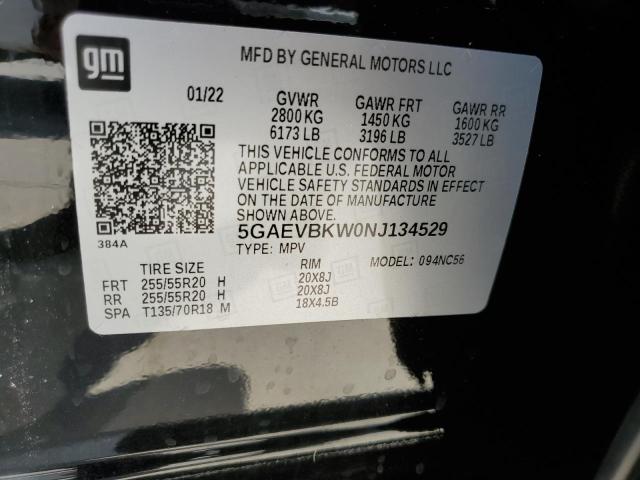 gm
MFD BY GENERAL MOTORS LLC
01/22 GVWR GAWR FRT GAWR RR
2800 KG 1450 KG 1600 KG
6173 LB 3196 LB 3527 LB
THIS VEHICLE CONFORMS TO ALL
APPLICABLE U.S. FEDERAL MOTOR
VEHICLE SAFETY STANDARDS IN EFFECT
ON THE DATE OF MANUFACTURE
SHOWN ABOVE.
384A
5GAEVBKW0NJ134529
TYPE: MPV MODEL: 094NC56
TIRE SIZE RIM
FRT 255/55R20 H 20X8J
RR 255/55R20 H 20X8J
SPA T135/70R18 M 18X4.5B